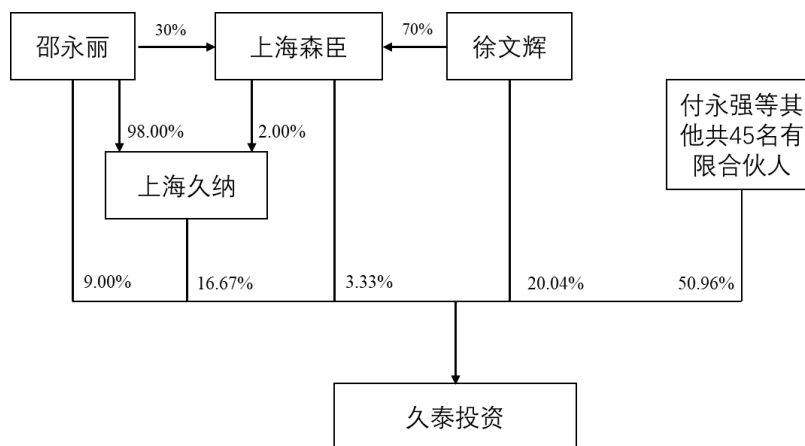 邵永丽
30%
上海森臣
70%
徐文辉
付永强等其
他共45名有
限合伙人
98.00%
2.00%
上海久纳
9.00%
16.67%
3.33%
20.04%
50.96%
久泰投资